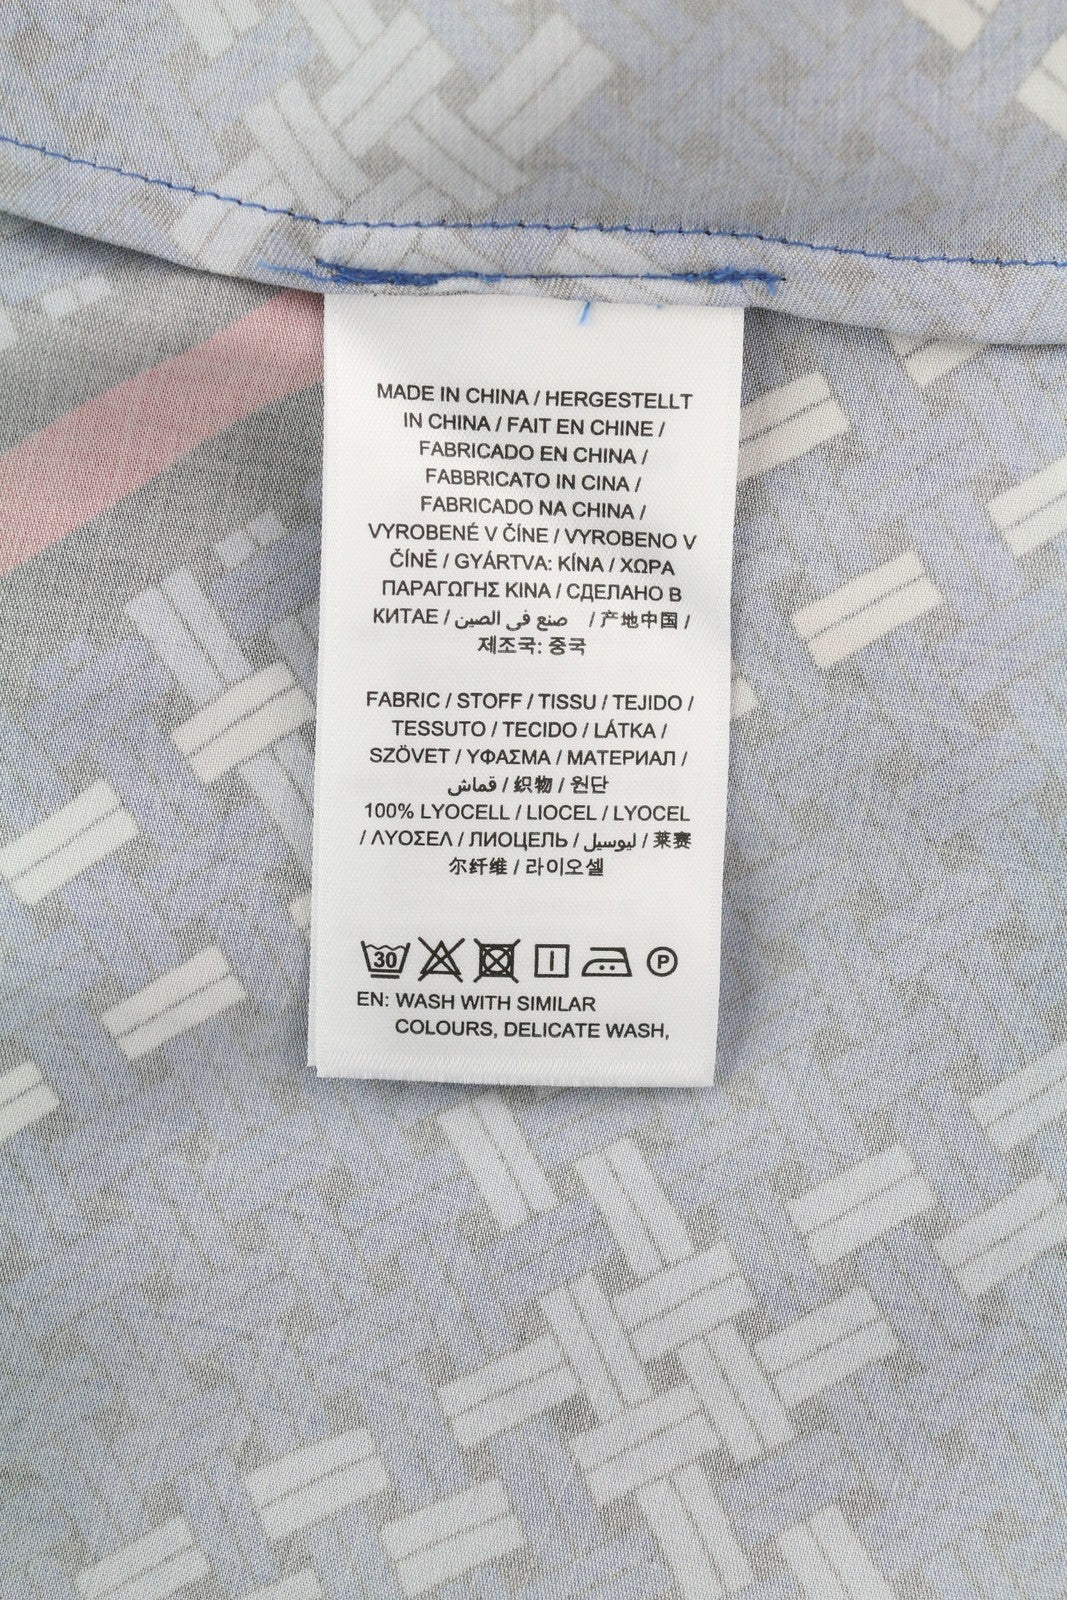 MADE IN CHINA / HERGESTELLT
IN CHINA / FAIT EN CHINE /
FABRICADO EN CHINA /
FABBRICATO IN CINA /
FABRICADO NA CHINA /
VYROBENÉ V ČÍNE / VYROBENO V
ČÍNĚ / GYÁRTVA: KÍNA / ΧΩΡΑ
ΠΑΡΑΓΩΓΗΣ ΚΙΝΑ / СДЕЛАНО В
КИТАЕ / صنع في الصين / 产地中国 /
제조국: 중국
FABRIC / STOFF / TISSU / TEJIDO /
TESSUTO / TECIDO / LÁTKA /
SZÖVET / ΥΦΑΣΜΑ / МАТЕРИАЛ /
قماش / 织物 / 원단
100% LYOCELL / LIOCEL / LYOCEL
/ ΛΥΟΣΕΛ / ЛИОЦЕЛЬ / ليوسيل / 莱赛
尔纤维 / 라이오셀
30 P
EN: WASH WITH SIMILAR
COLOURS, DELICATE WASH,